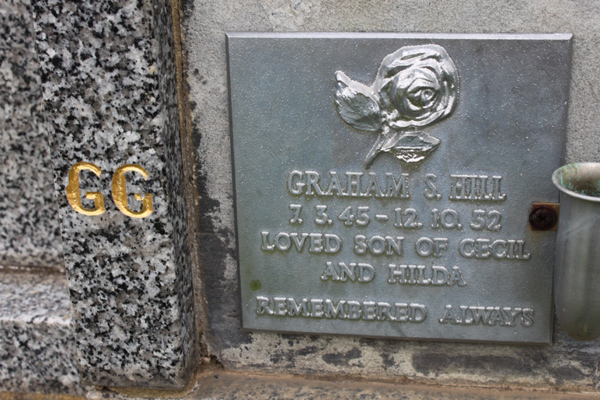 GG
GRAHAM S. HILL
7. 3. 45 - 12. 10. 52
LOVED SON OF CECIL
AND HILDA
REMEMBERED ALWAYS